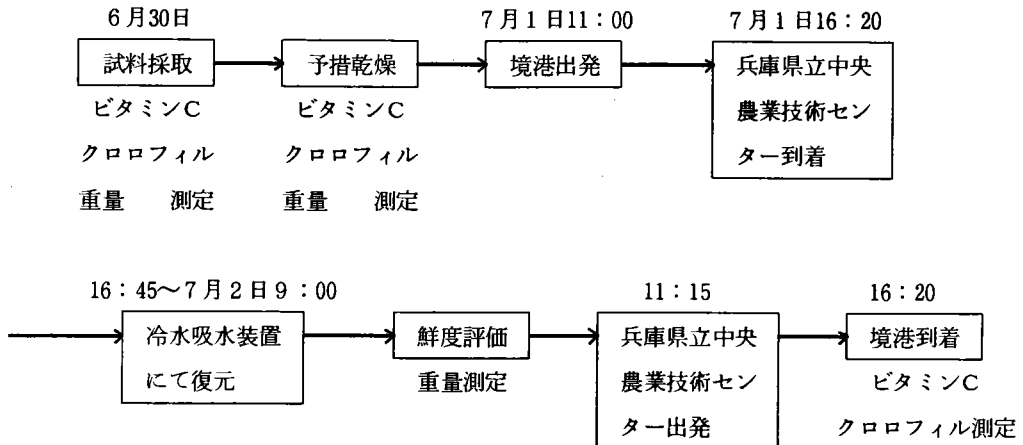 6月30日
7月1日11：00
7月1日16：20
試料採取
予措乾燥
境港出発
兵庫県立中央
農業技術セン
ター到着
ビタミンC
クロロフィル
重量　測定
ビタミンC
クロロフィル
重量　測定
16：45～7月2日9：00
11：15
16：20
冷水吸水装置
にて復元
鮮度評価
重量測定
兵庫県立中央
農業技術セン
ター出発
境港到着
ビタミンC
クロロフィル測定